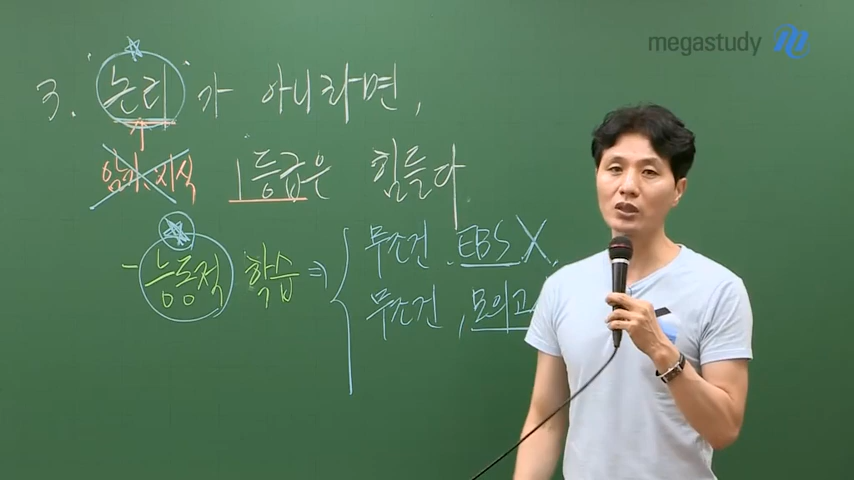 megastudy
3. 논리가 아니라면,
암기, 지식
1등급은 힘들다
- 능동적 학습 ⇒ { 무조건 EBS X
무조건, 모의고